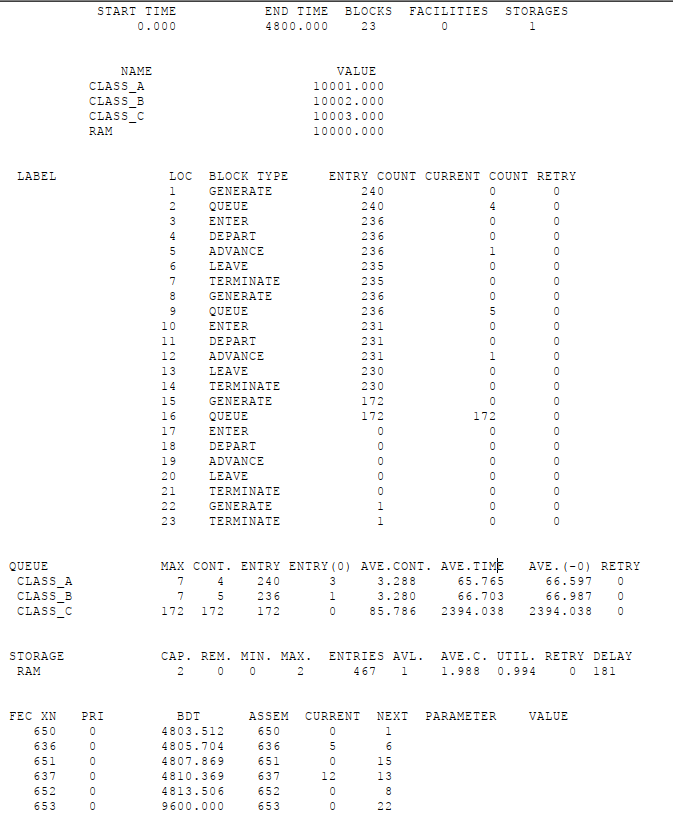 START TIME END TIME BLOCKS FACILITIES STORAGES
0.000 4800.000 23 0 1
NAME VALUE
CLASS_A 10001.000
CLASS_B 10002.000
CLASS_C 10003.000
RAM 10000.000
LABEL LOC BLOCK TYPE ENTRY COUNT CURRENT COUNT RETRY
1 GENERATE 240 0 0
2 QUEUE 240 4 0
3 ENTER 236 0 0
4 DEPART 236 0 0
5 ADVANCE 236 1 0
6 LEAVE 235 0 0
7 TERMINATE 235 0 0
8 GENERATE 236 0 0
9 QUEUE 236 5 0
10 ENTER 231 0 0
11 DEPART 231 0 0
12 ADVANCE 231 1 0
13 LEAVE 230 0 0
14 TERMINATE 230 0 0
15 GENERATE 172 0 0
16 QUEUE 172 172 0
17 ENTER 0 0 0
18 DEPART 0 0 0
19 ADVANCE 0 0 0
20 LEAVE 0 0 0
21 TERMINATE 0 0 0
22 GENERATE 1 0 0
23 TERMINATE 1 0 0
QUEUE MAX CONT. ENTRY ENTRY(0) AVE.CONT. AVE.TIME AVE.(-0) RETRY
CLASS_A 7 4 240 3 3.288 65.765 66.597 0
CLASS_B 7 5 236 1 3.280 66.703 66.987 0
CLASS_C 172 172 172 0 85.786 2394.038 2394.038 0
STORAGE CAP. REM. MIN. MAX. ENTRIES AVL. AVE.C. UTIL. RETRY DELAY
RAM 2 0 0 2 467 1 1.988 0.994 0 181
FEC XN PRI BDT ASSEM CURRENT NEXT PARAMETER VALUE
650 0 4803.512 650 0 1
636 0 4805.704 636 5 6
651 0 4807.869 651 0 15
637 0 4810.369 637 12 13
652 0 4813.506 652 0 8
653 0 9600.000 653 0 22